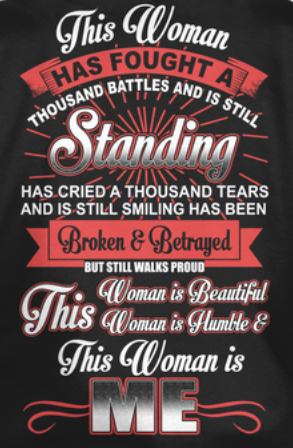 This Woman
HAS FOUGHT A
THOUSAND BATTLES AND IS STILL
Standing
HAS CRIED A THOUSAND TEARS
AND IS STILL SMILING HAS BEEN
Broken & Betrayed
BUT STILL WALKS PROUD
This Woman is Beautiful
Woman is Humble &
This Woman is
ME